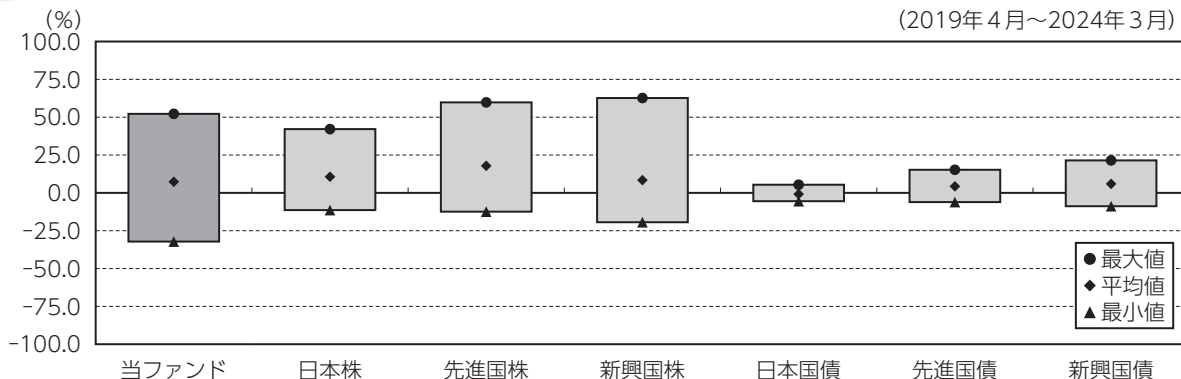 (%)
(2019年4月～2024年3月)
100.0
75.0
50.0
25.0
0.0
-25.0
-50.0
-75.0
-100.0
●最大値
◆平均値
▲最小値
当ファンド 日本株 先進国株 新興国株 日本国債 先進国債 新興国債